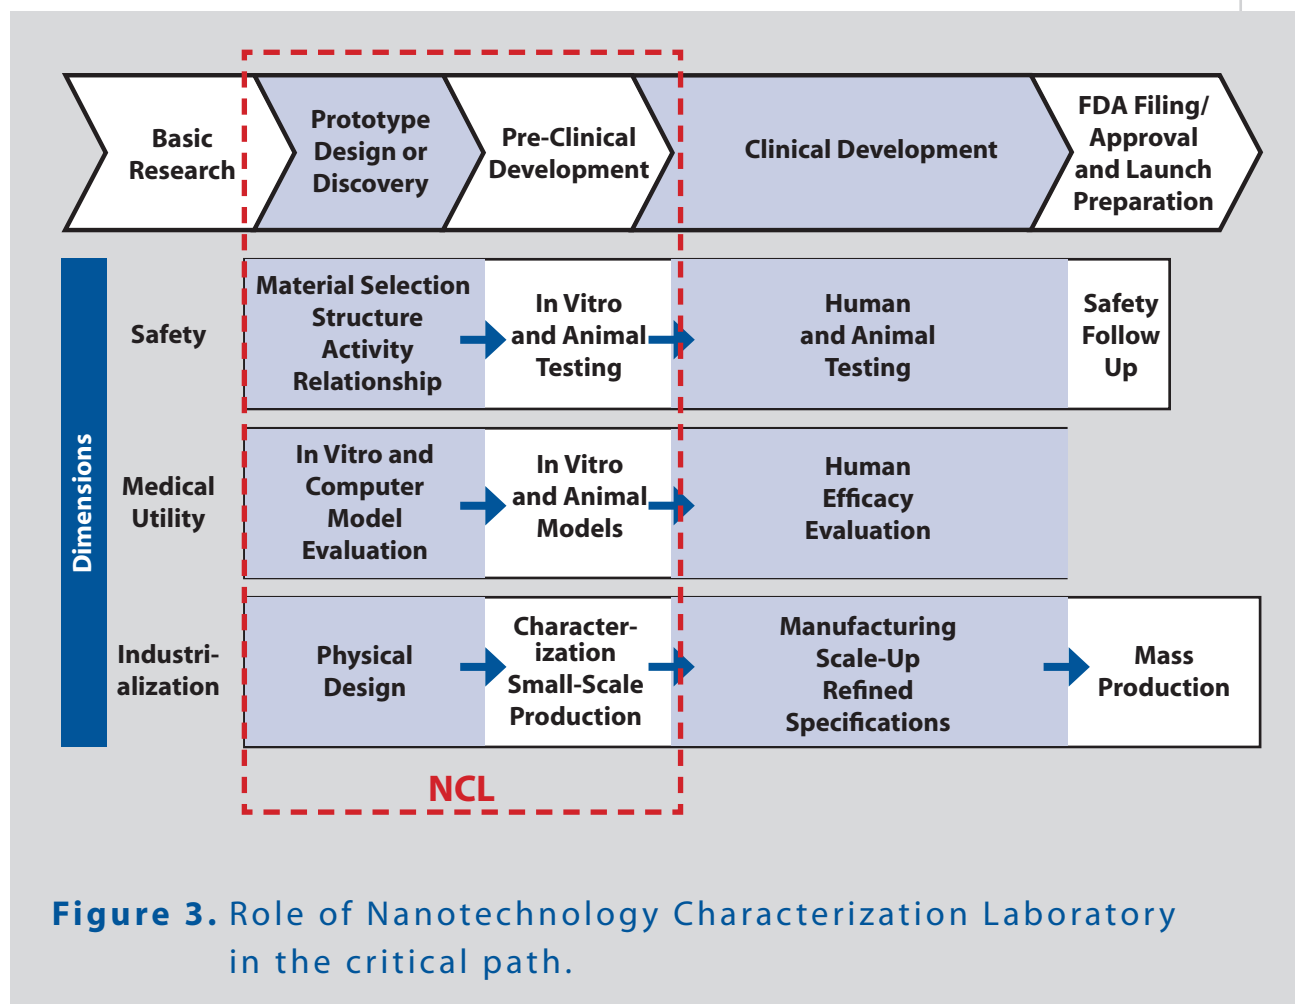 Basic
Research
Prototype
Design or
Discovery
Pre-Clinical
Development
Clinical Development
FDA Filing/
Approval
and Launch
Preparation
Dimensions
Safety
Material Selection
Structure
Activity
Relationship
In Vitro
and Animal
Testing
Human
and Animal
Testing
Safety
Follow
Up
Medical
Utility
In Vitro and
Computer
Model
Evaluation
In Vitro
and Animal
Models
Human
Efficacy
Evaluation
Industri-
alization
Physical
Design
Character-
ization
Small-Scale
Production
Manufacturing
Scale-Up
Refined
Specifications
Mass
Production
NCL
Figure 3. Role of Nanotechnology Characterization Laboratory
in the critical path.